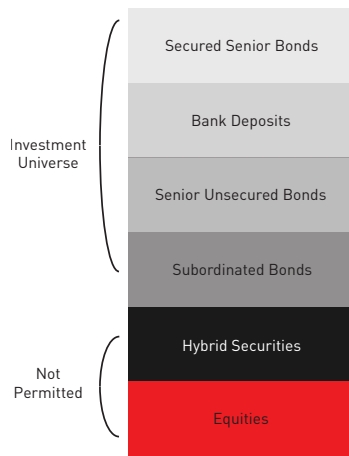 Secured Senior Bonds
Bank Deposits
Investment
Universe
Senior Unsecured Bonds
Subordinated Bonds
Hybrid Securities
Not
Permitted
Equities